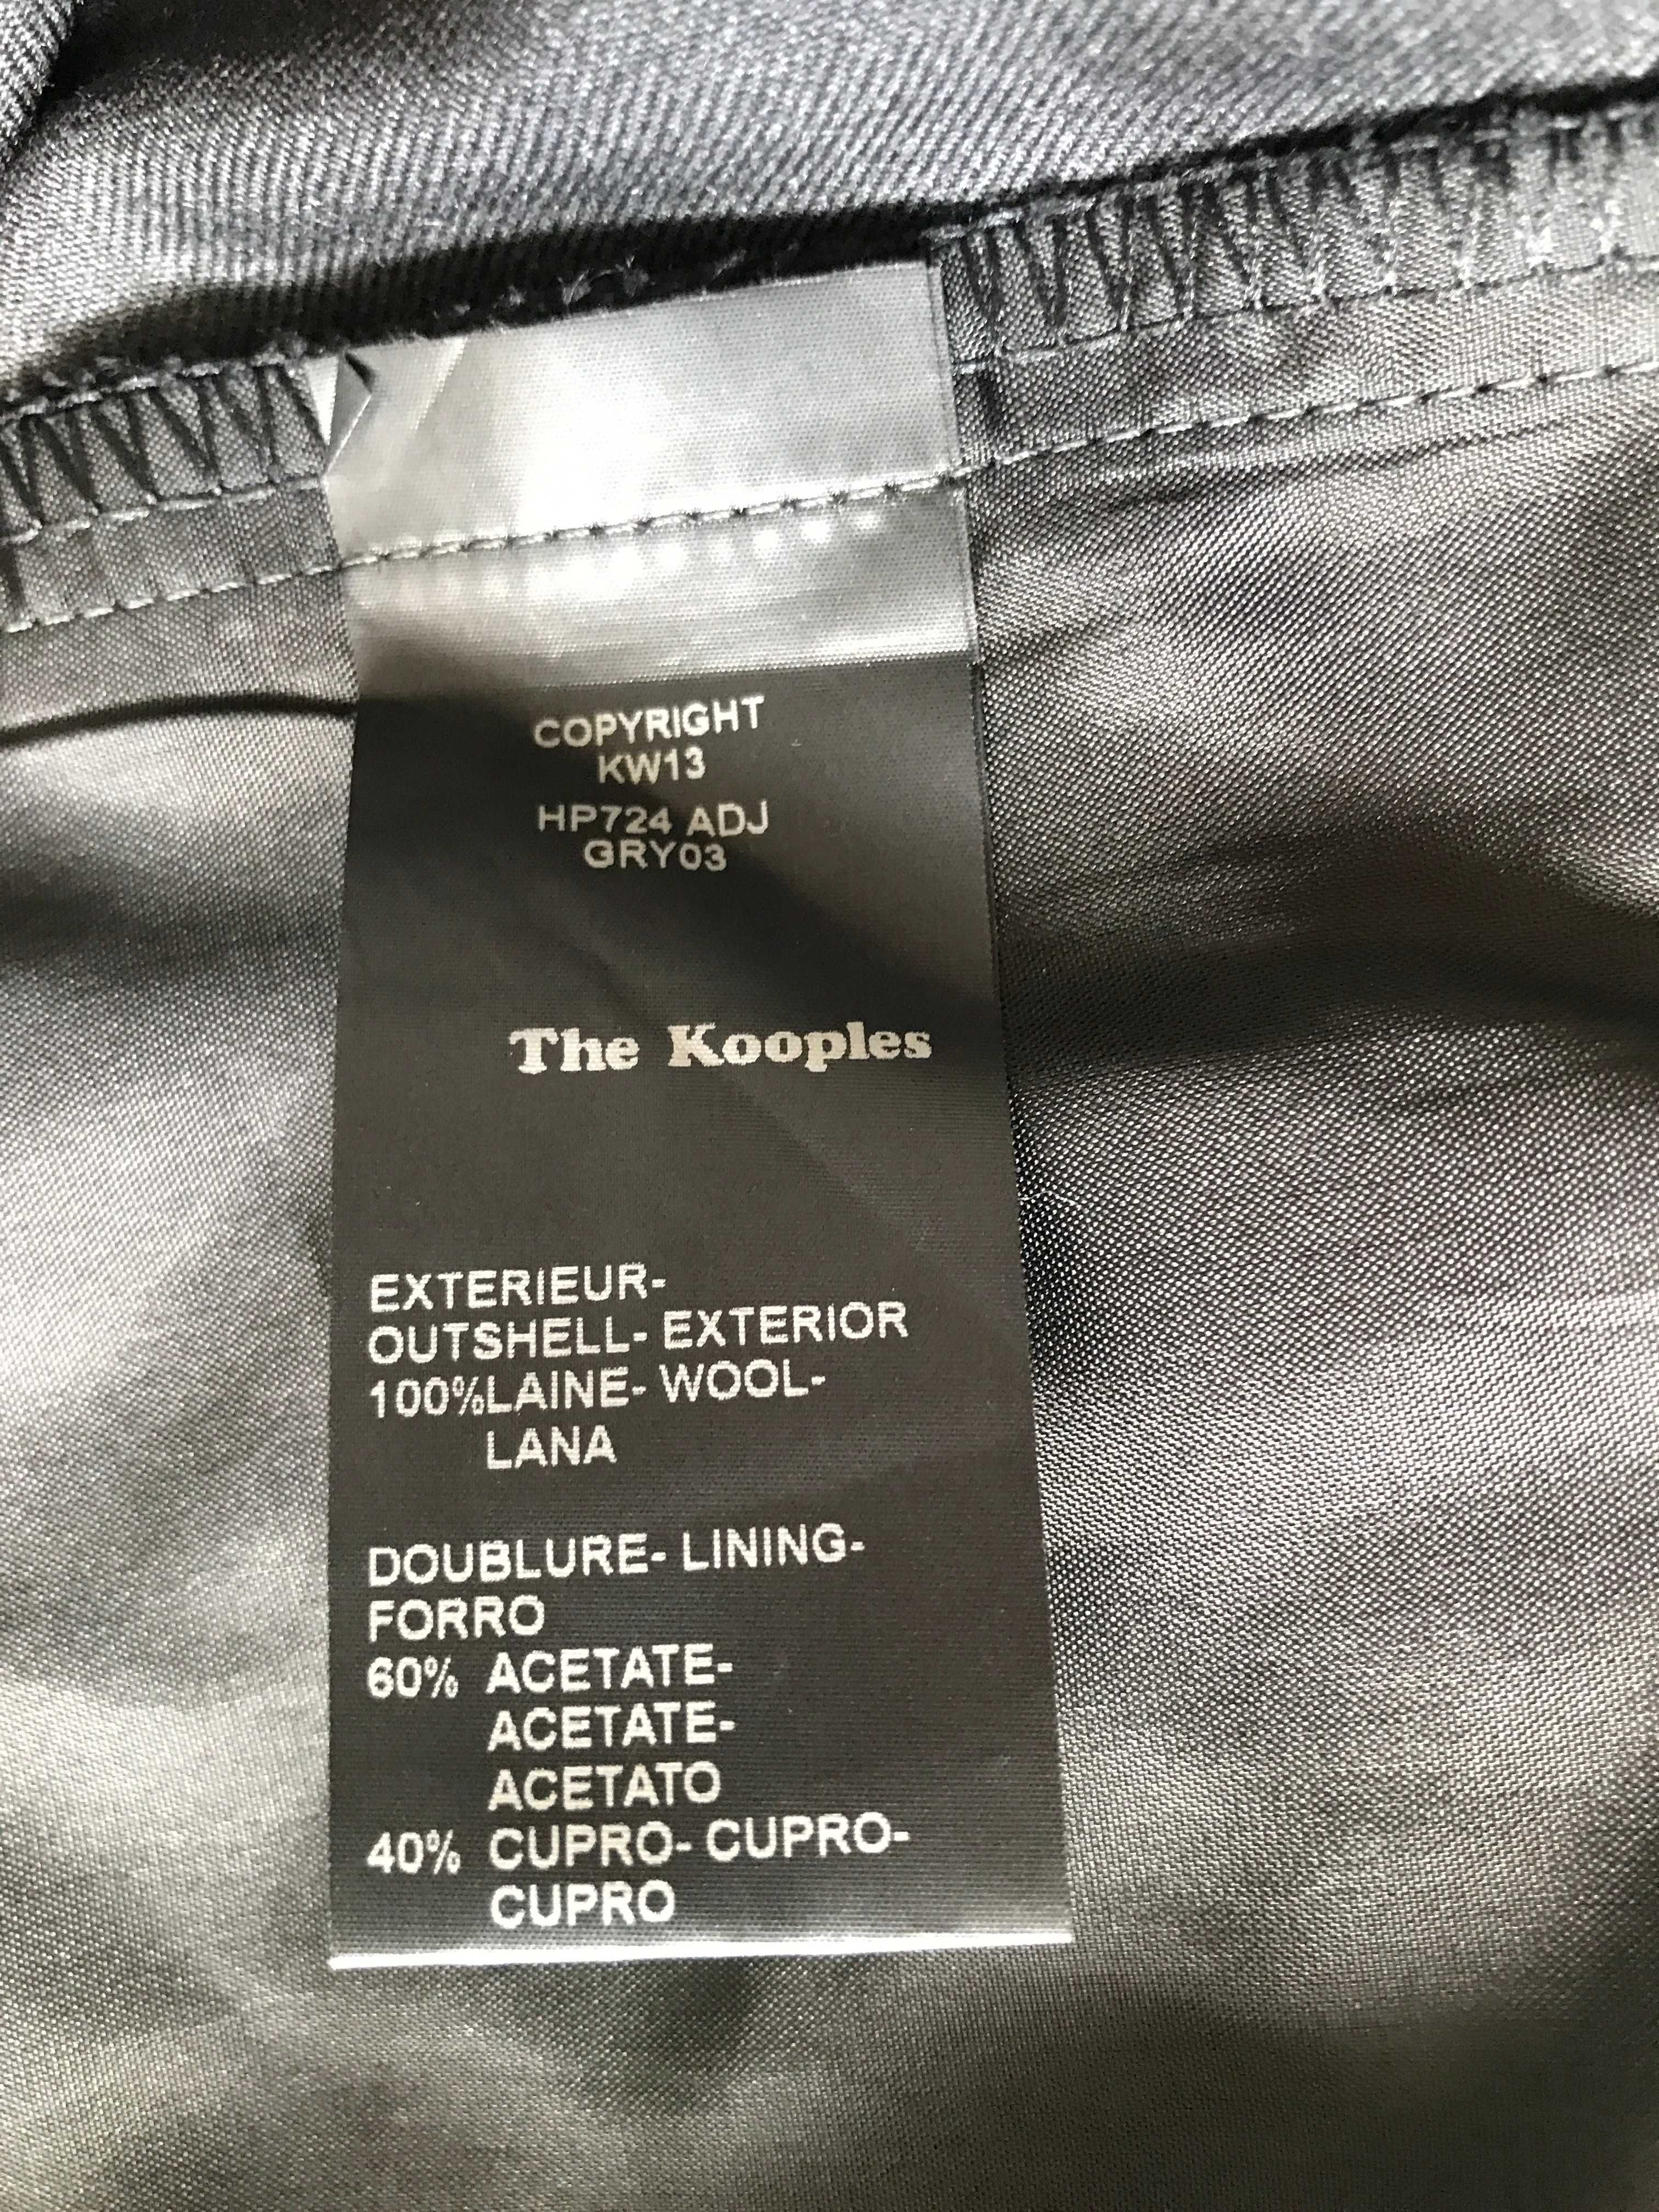 COPYRIGHT
KW13
HP724 ADJ
GRY03
The Kooples
EXTERIEUR-
OUTSHELL- EXTERIOR
100%LAINE- WOOL-
LANA
DOUBLURE- LINING-
FORRO
60% ACETATE-
ACETATE-
ACETATO
40% CUPRO- CUPRO-
CUPRO